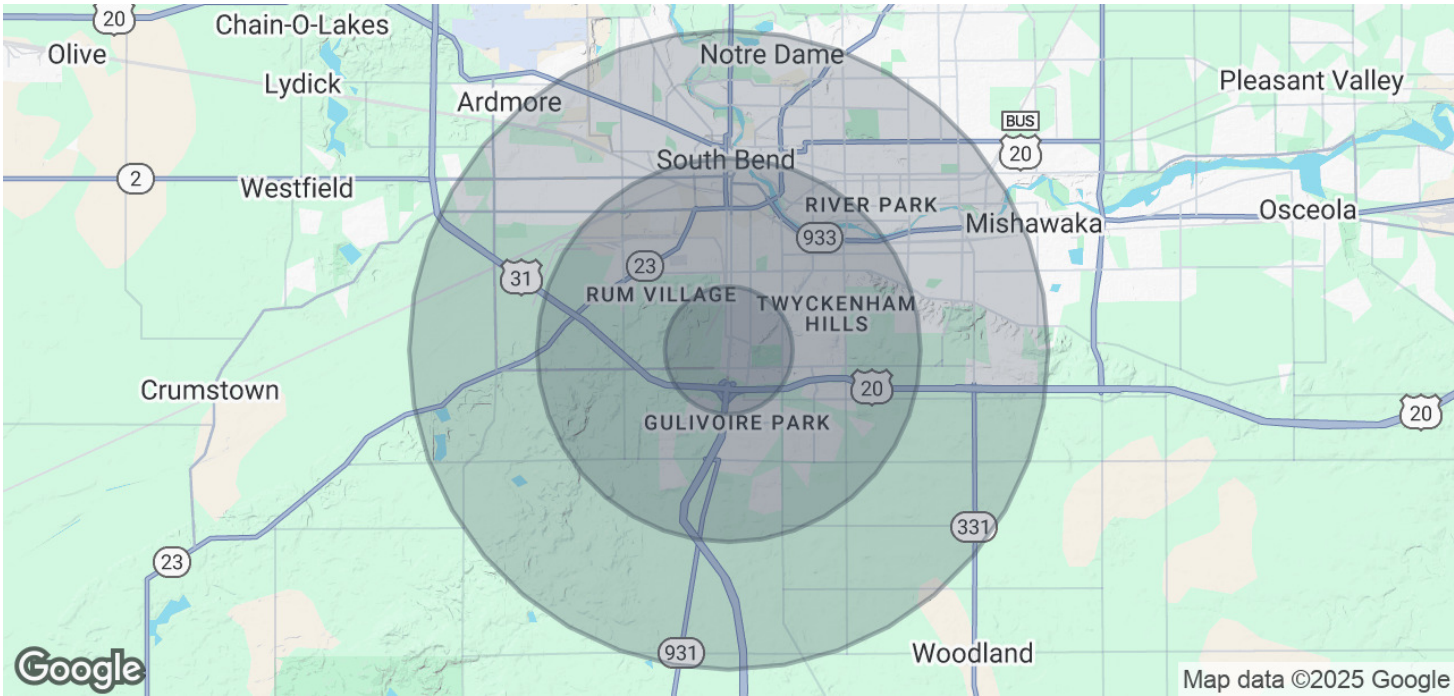 20
Chain-O-Lakes
Olive
Notre Dame
Lydick
Ardmore
Pleasant Valley
BUS
20
South Bend
2
Westfield
RIVER PARK
Osceola
Mishawaka
933
23
31
RUM VILLAGE
TWYCKENHAM
HILLS
Crumstown
20
20
GULIVOIRE PARK
331
23
931
Woodland
Google
Map data ©2025 Google